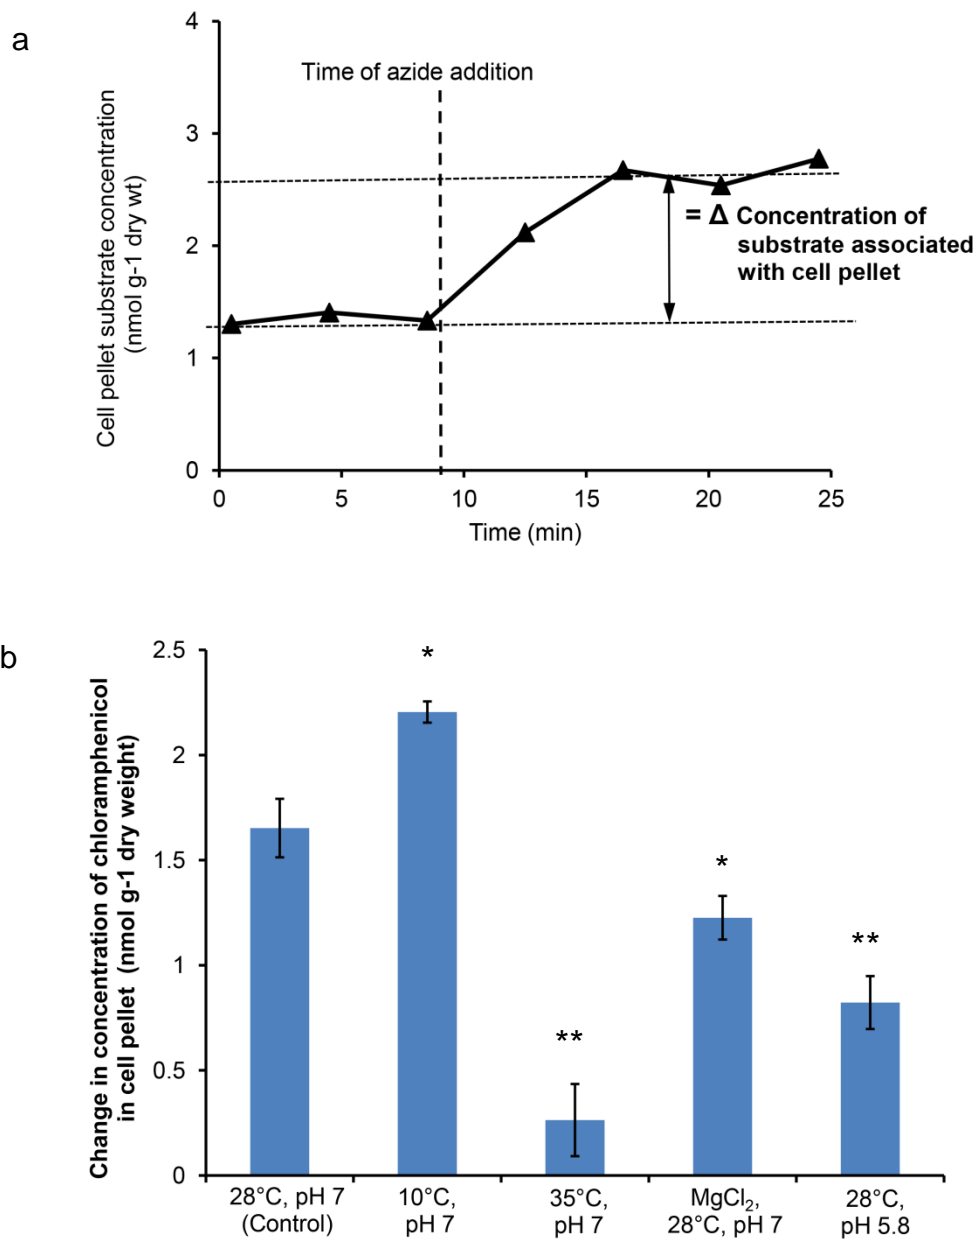 a
Cell pellet substrate concentration
(nmol g-1 dry wt)
4
3
2
1
0
Time of azide addition
= Δ Concentration of
substrate associated
with cell pellet
0 5 10 15 20 25
Time (min)
b
Change in concentration of chloramphenicol
in cell pellet (nmol g-1 dry weight)
2.5
2
1.5
1
0.5
0
*
**
*
**
28°C, pH 7
(Control)
10°C,
pH 7
35°C,
pH 7
MgCl₂,
28°C, pH 7
28°C,
pH 5.8